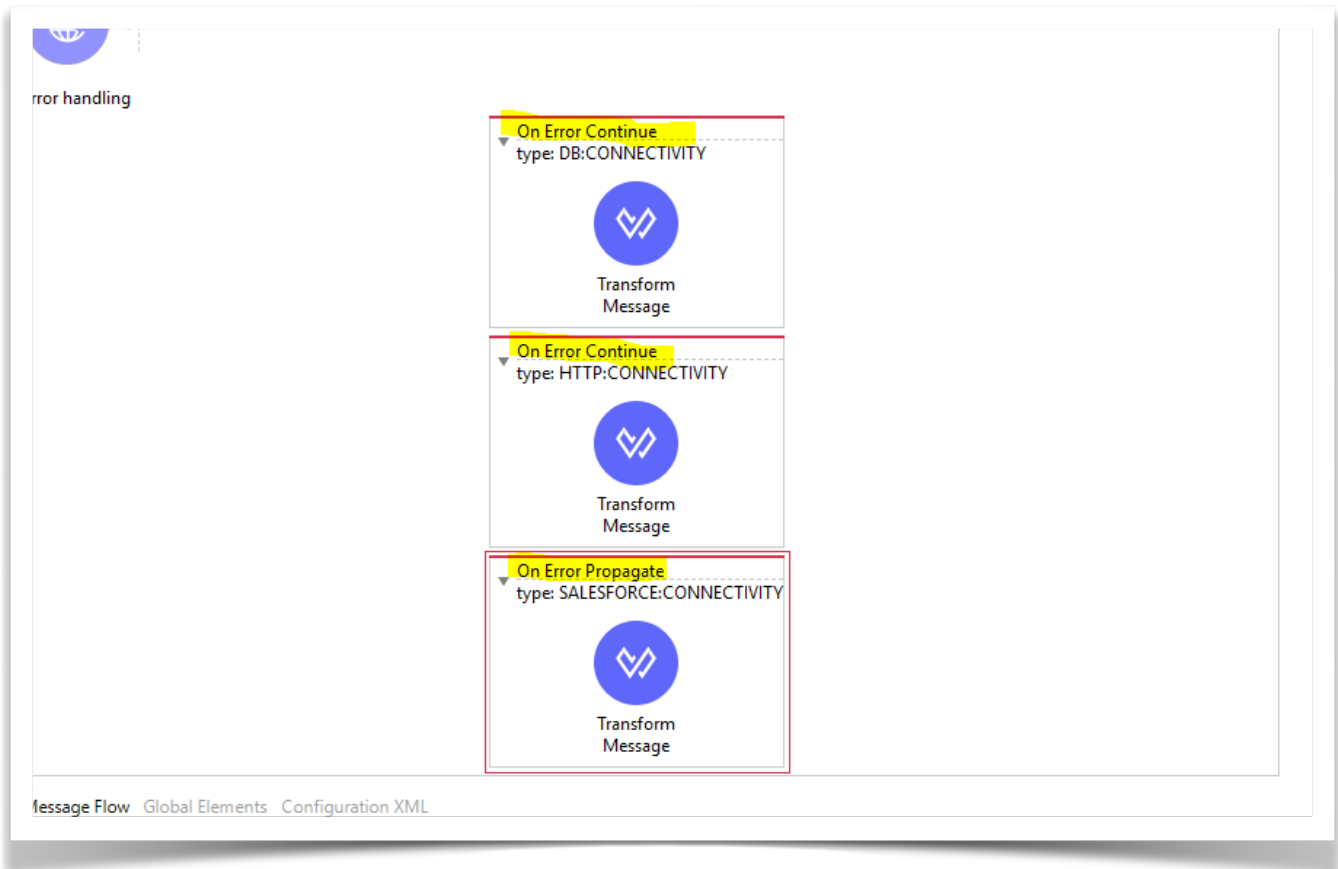 rror handling
On Error Continue
type: DB:CONNECTIVITY
Transform
Message
On Error Continue
type: HTTP:CONNECTIVITY
Transform
Message
On Error Propagate
type: SALESFORCE:CONNECTIVITY
Transform
Message
Message Flow Global Elements Configuration XML